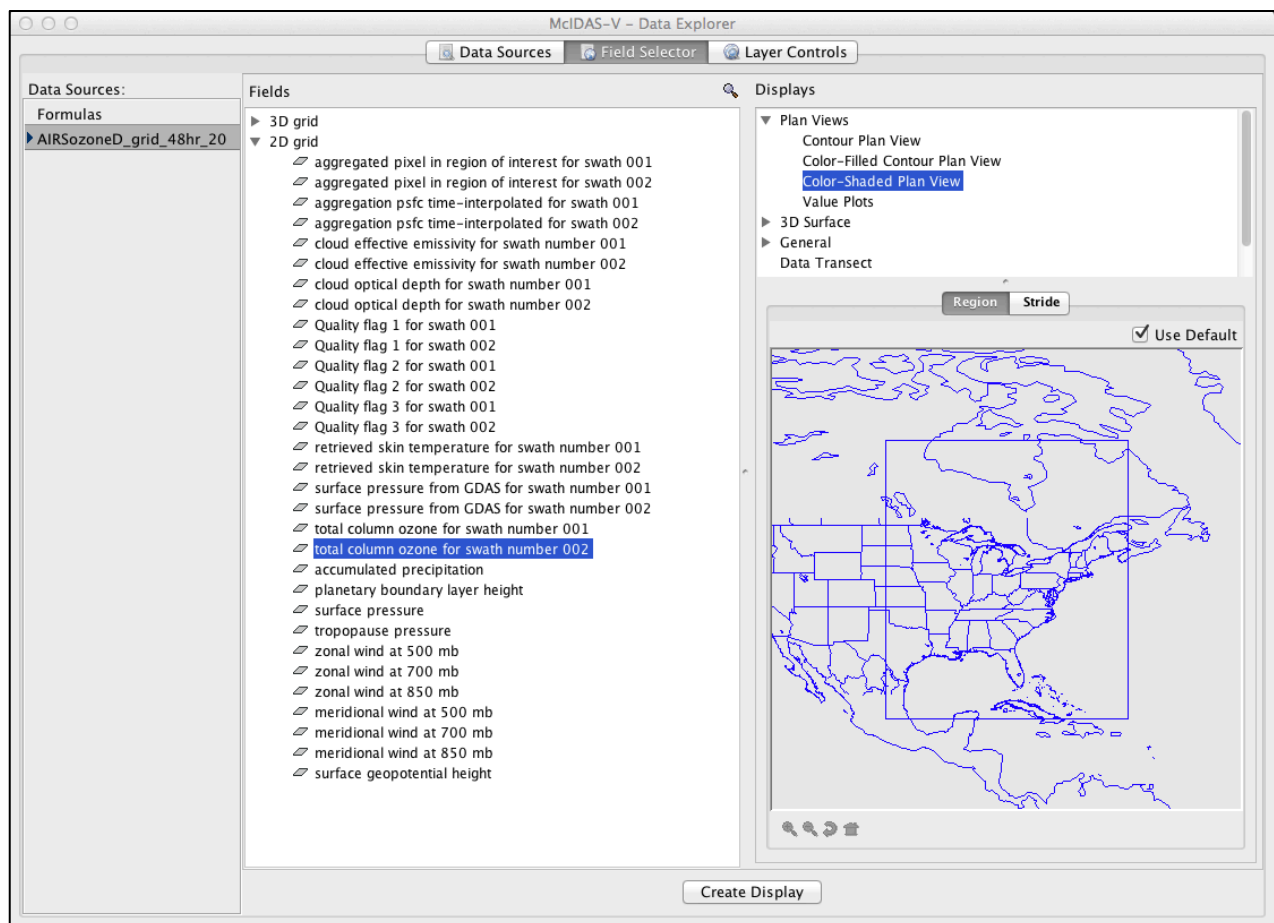 McIDAS-V – Data Explorer
Data Sources Field Selector Layer Controls
Data Sources:
Formulas
AIRSozoneD_grid_48hr_20
Fields
3D grid
2D grid
aggregated pixel in region of interest for swath 001
aggregated pixel in region of interest for swath 002
aggregation psfc time-interpolated for swath 001
aggregation psfc time-interpolated for swath 002
cloud effective emissivity for swath number 001
cloud effective emissivity for swath number 002
cloud optical depth for swath number 001
cloud optical depth for swath number 002
Quality flag 1 for swath 001
Quality flag 1 for swath 002
Quality flag 2 for swath 001
Quality flag 2 for swath 002
Quality flag 3 for swath 001
Quality flag 3 for swath 002
retrieved skin temperature for swath number 001
retrieved skin temperature for swath number 002
surface pressure from GDAS for swath number 001
surface pressure from GDAS for swath number 002
total column ozone for swath number 001
total column ozone for swath number 002
accumulated precipitation
planetary boundary layer height
surface pressure
tropopause pressure
zonal wind at 500 mb
zonal wind at 700 mb
zonal wind at 850 mb
meridional wind at 500 mb
meridional wind at 700 mb
meridional wind at 850 mb
surface geopotential height
Displays
Plan Views
Contour Plan View
Color-Filled Contour Plan View
Color-Shaded Plan View
Value Plots
3D Surface
General
Data Transect
Region Stride
Use Default
Create Display